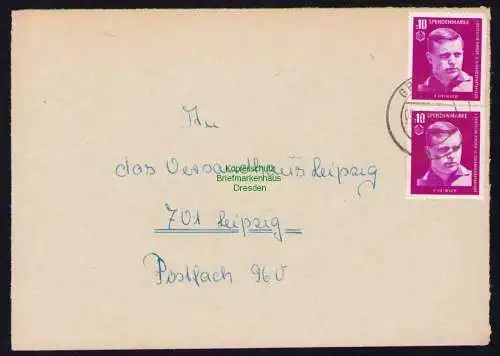 +10 SPENDENMARKE
+10 SPENDENMARKE
An
das Versandhaus Leipzig
Kopierschutz
Briefmarkenhaus
Dresden
701 Leipzig
Postfach 960